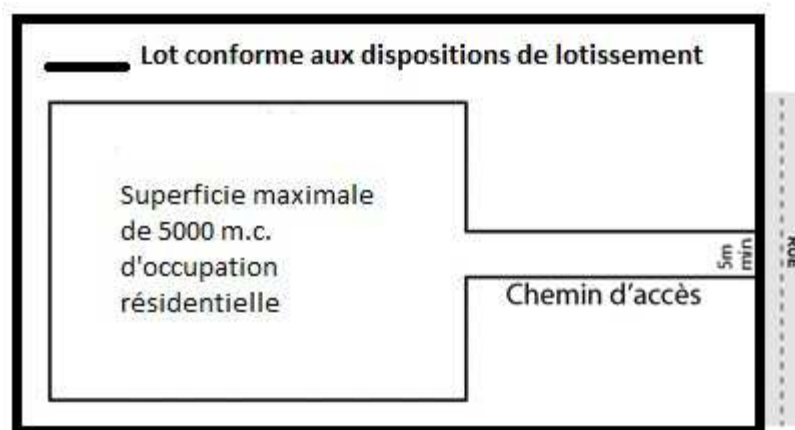 Lot conforme aux dispositions de lotissement
Superficie maximale
de 5000 m.c.
d'occupation
résidentielle
5m
min
Chemin d'accès
RUE